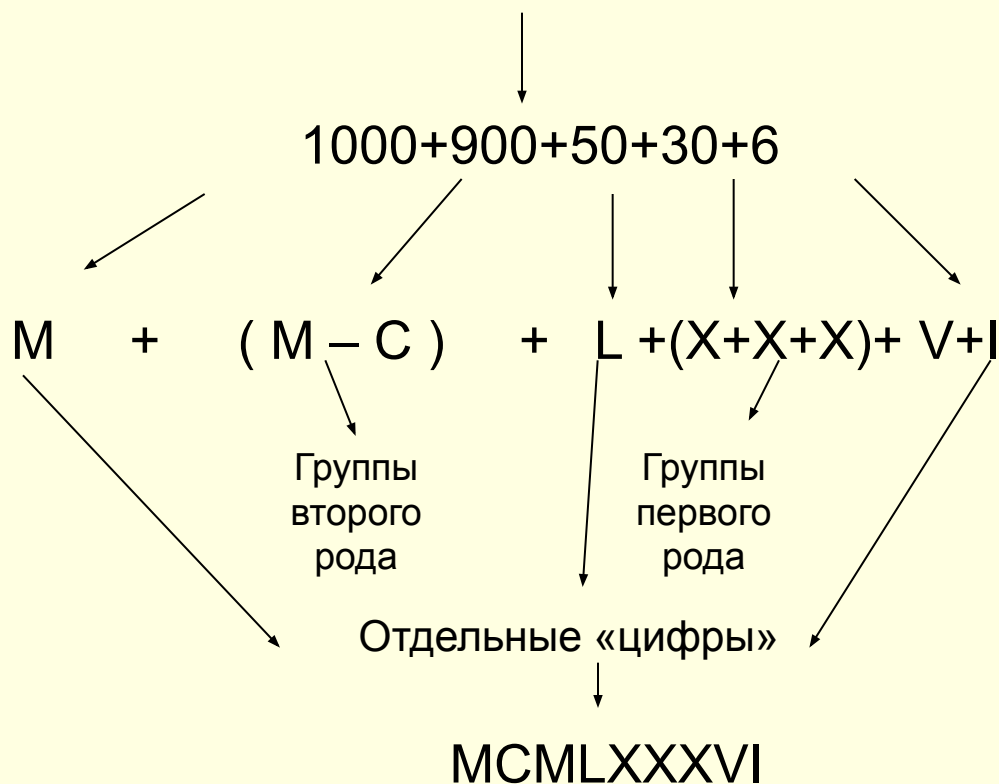 1000+900+50+30+6
M + ( M – C ) + L +(X+X+X)+ V+I
Группы
второго
рода
Группы
первого
рода
Отдельные «цифры»
MCMLXXXVI